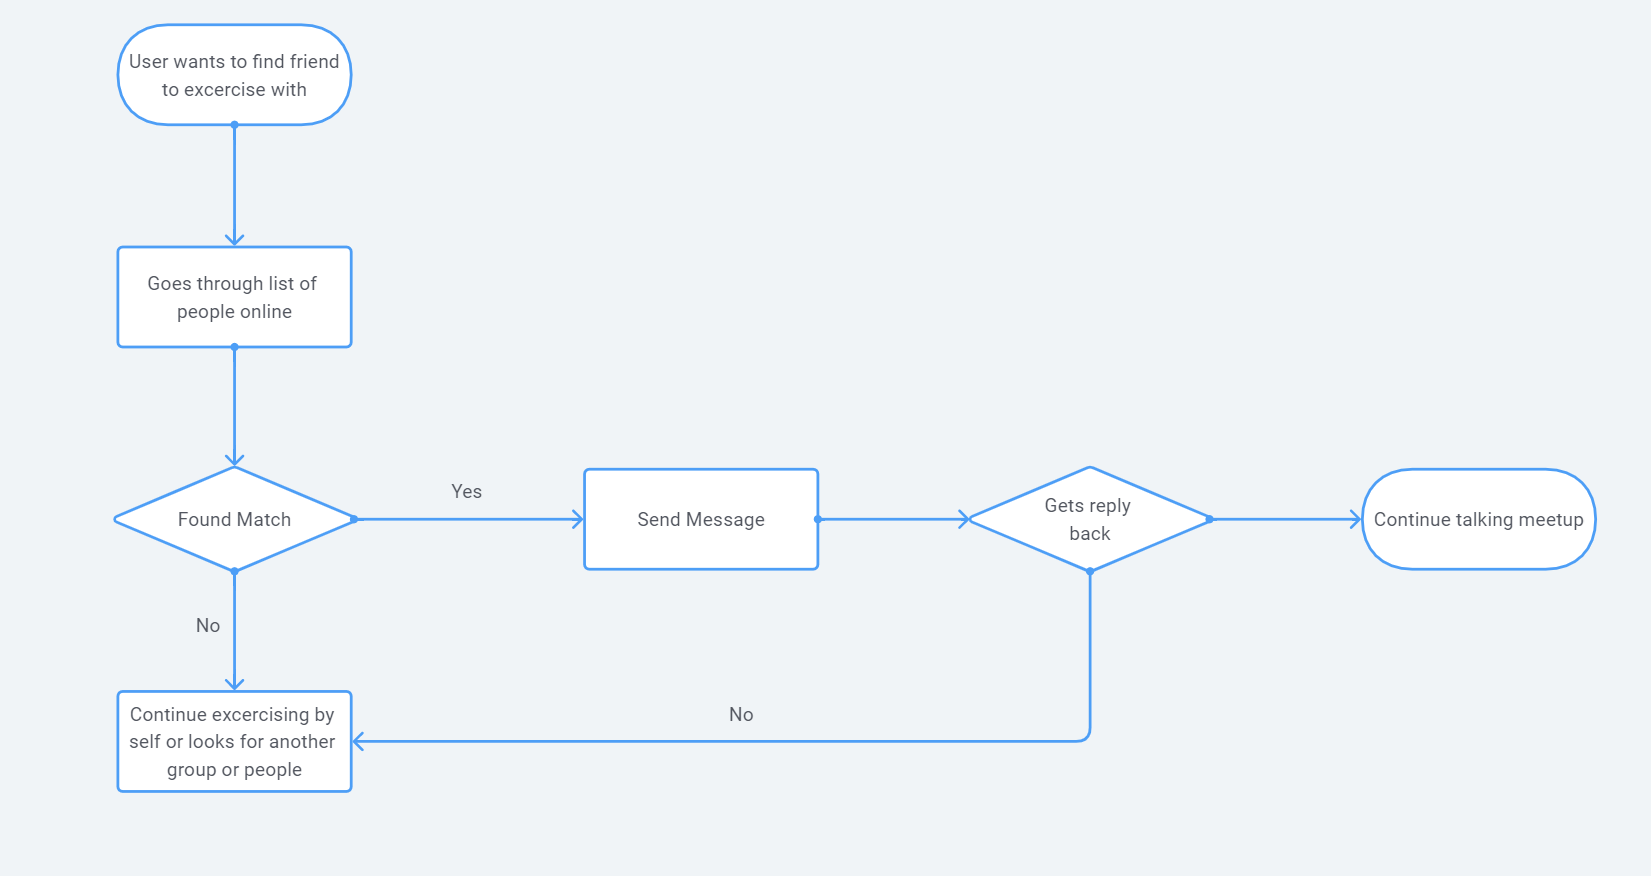 User wants to find friend
to excercise with
Goes through list of
people online
Found Match
Yes
Send Message
Gets reply
back
Continue talking meetup
No
Continue excercising by
self or looks for another
group or people
No